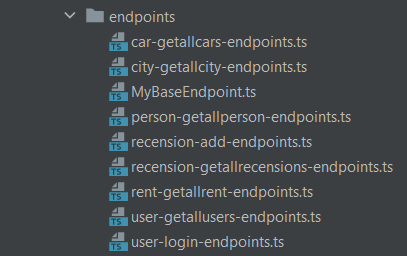 endpoints
TS car-getallcars-endpoints.ts
TS city-getallcity-endpoints.ts
TS MyBaseEndpoint.ts
TS person-getallperson-endpoints.ts
TS recension-add-endpoints.ts
TS recension-getallrecensions-endpoints.ts
TS rent-getallrent-endpoints.ts
TS user-getallusers-endpoints.ts
TS user-login-endpoints.ts